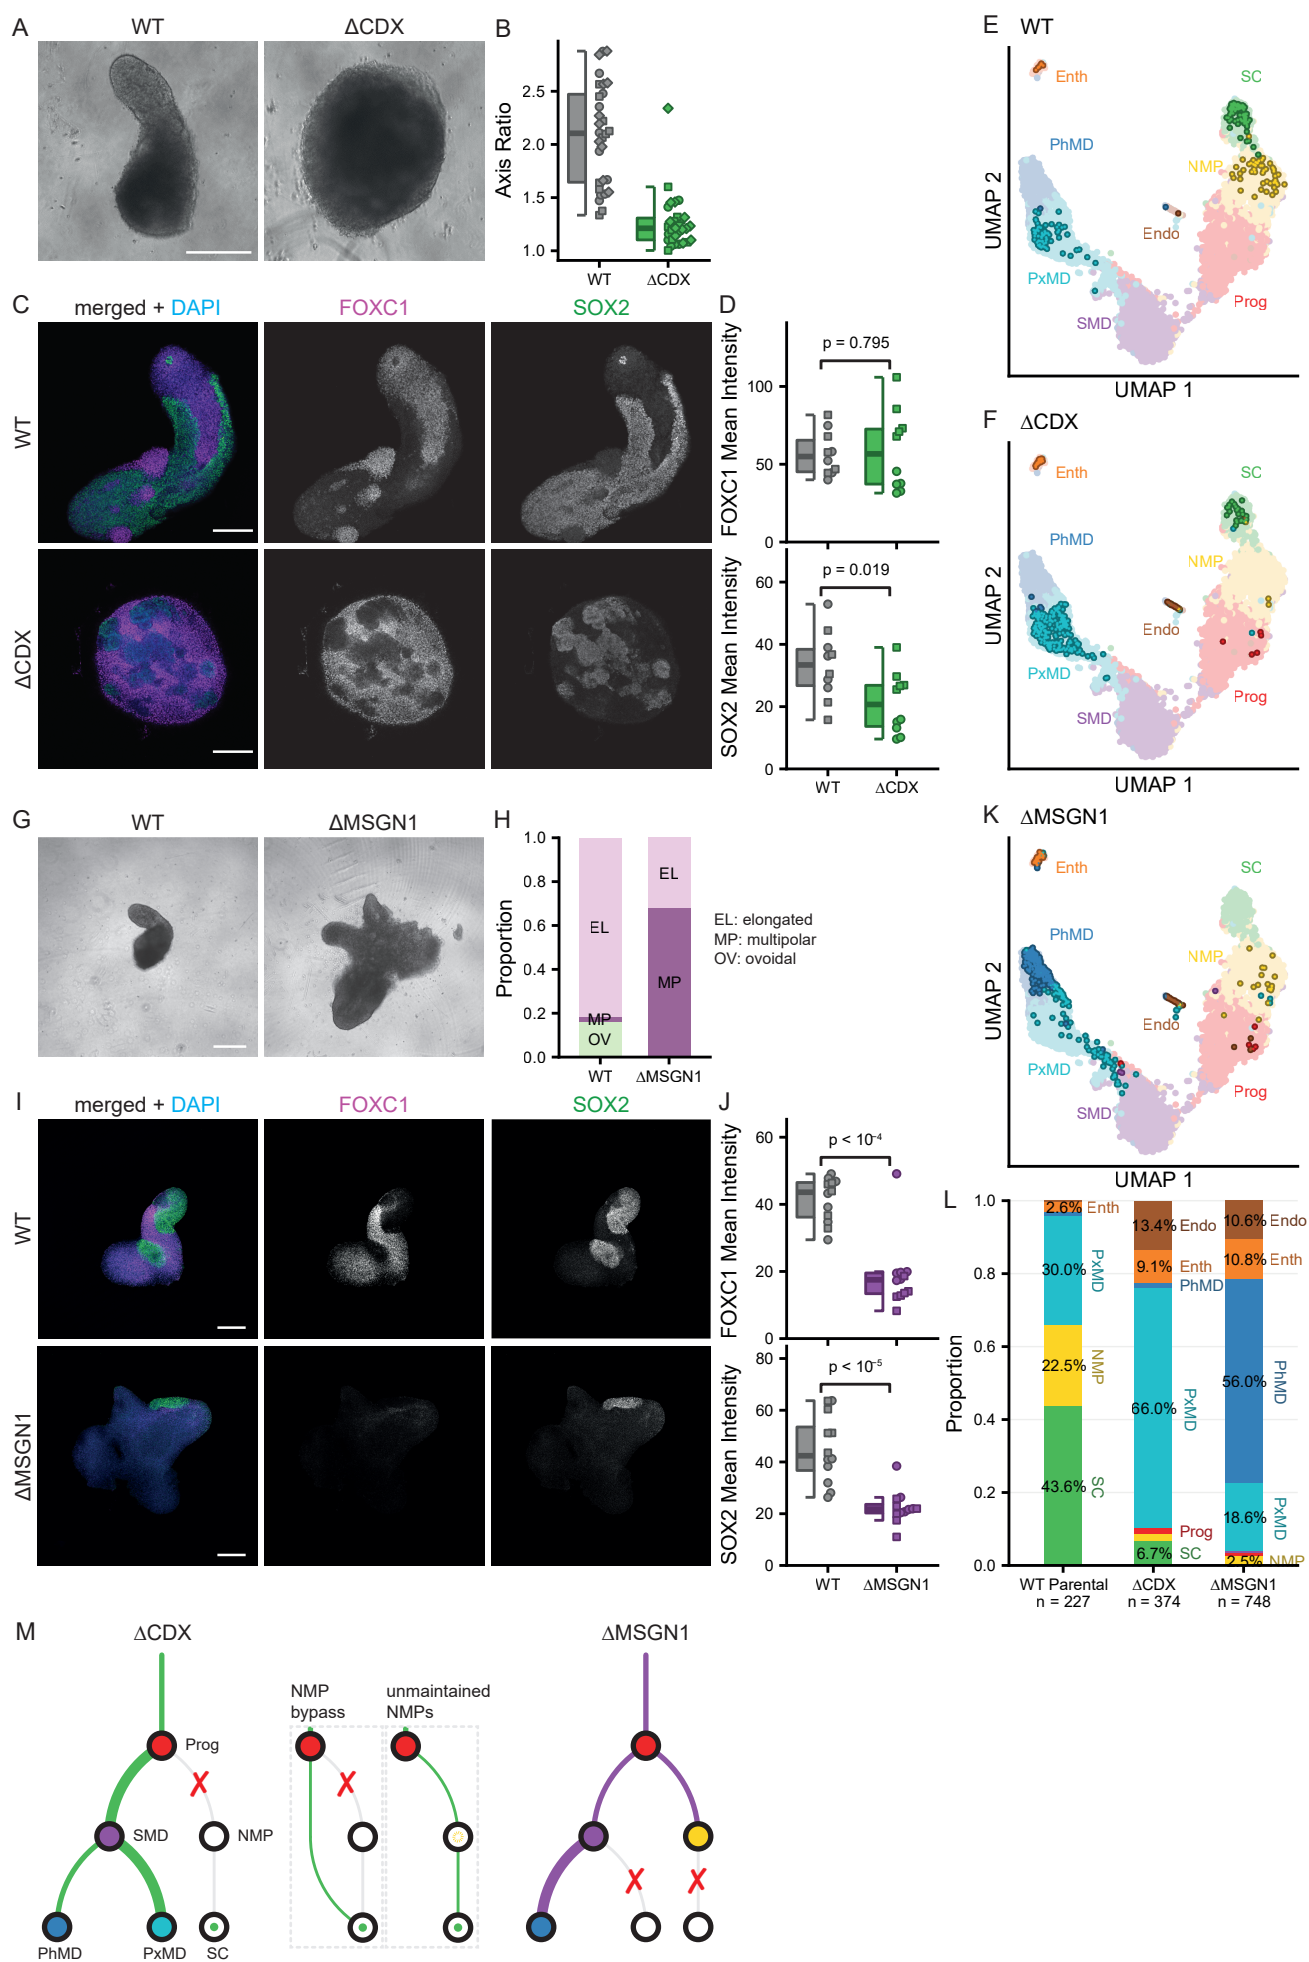 A
WT
ΔCDX
B
Axis Ratio
2.5
2.0
1.5
1.0
WT
ΔCDX
C
merged + DAPI
FOXC1
SOX2
WT
ΔCDX
D
FOXC1 Mean Intensity
100
50
0
p = 0.795
SOX2 Mean Intensity
60
40
20
0
p = 0.019
WT
ΔCDX
E
WT
Enth
SC
PhMD
NMP
Endo
PxMD
SMD
Prog
UMAP 2
UMAP 1
F
ΔCDX
Enth
SC
PhMD
NMP
Endo
PxMD
SMD
Prog
UMAP 2
UMAP 1
G
WT
ΔMSGN1
H
Proportion
1.0
0.8
0.6
0.4
0.2
0.0
EL
MP
OV
EL
MP
WT
ΔMSGN1
EL: elongated
MP: multipolar
OV: ovoidal
I
merged + DAPI
FOXC1
SOX2
WT
ΔMSGN1
J
FOXC1 Mean Intensity
60
40
20
0
p < 10⁻⁴
SOX2 Mean Intensity
80
60
40
20
0
p < 10⁻⁵
WT
ΔMSGN1
K
ΔMSGN1
Enth
SC
PhMD
NMP
Endo
PxMD
SMD
Prog
UMAP 2
UMAP 1
L
Proportion
1.0
0.8
0.6
0.4
0.2
0.0
2.6% Enth
30.0% PxMD
22.5% NMP
43.6% SC
13.4% Endo
9.1% Enth
PhMD
66.0% PxMD
Prog
6.7% SC
10.6% Endo
10.8% Enth
56.0% PhMD
18.6% PxMD
2.5% NMP
WT Parental
n = 227
ΔCDX
n = 374
ΔMSGN1
n = 748
M
ΔCDX
Prog
SMD
NMP
PhMD
PxMD
SC
NMP
bypass
unmaintained
NMPs
ΔMSGN1